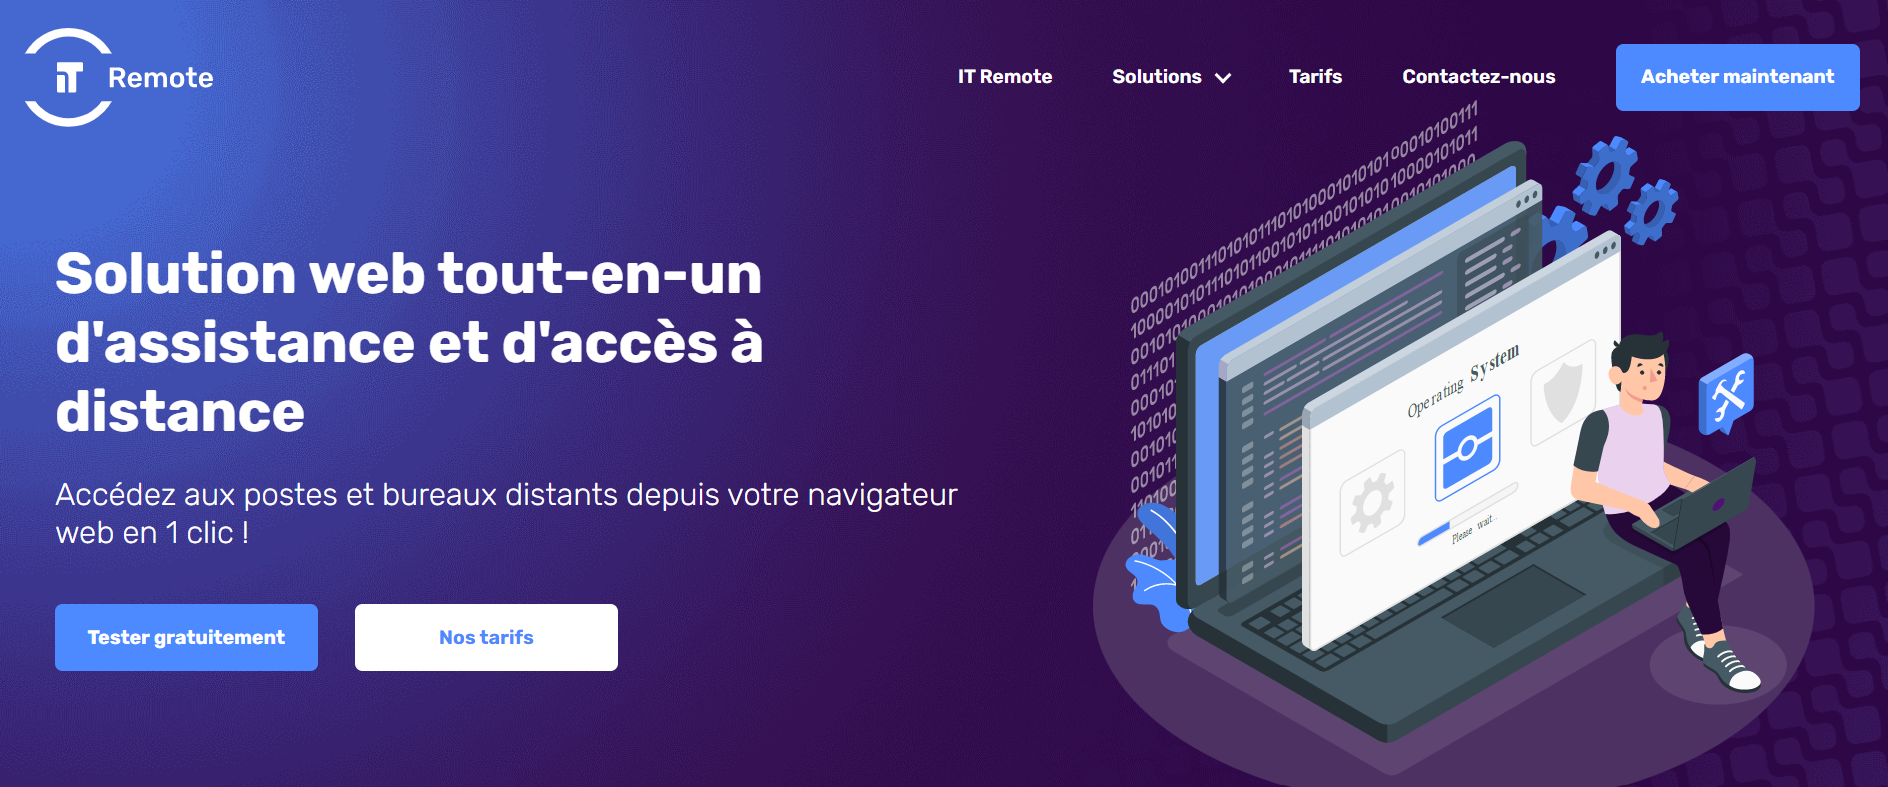 iT Remote
IT Remote
Solutions
Tarifs
Contactez-nous
Acheter maintenant
Solution web tout-en-un
d'assistance et d'accès à
distance
Accédez aux postes et bureaux distants depuis votre navigateur
web en 1 clic !
Tester gratuitement
Nos tarifs
Operating System
Please wait..